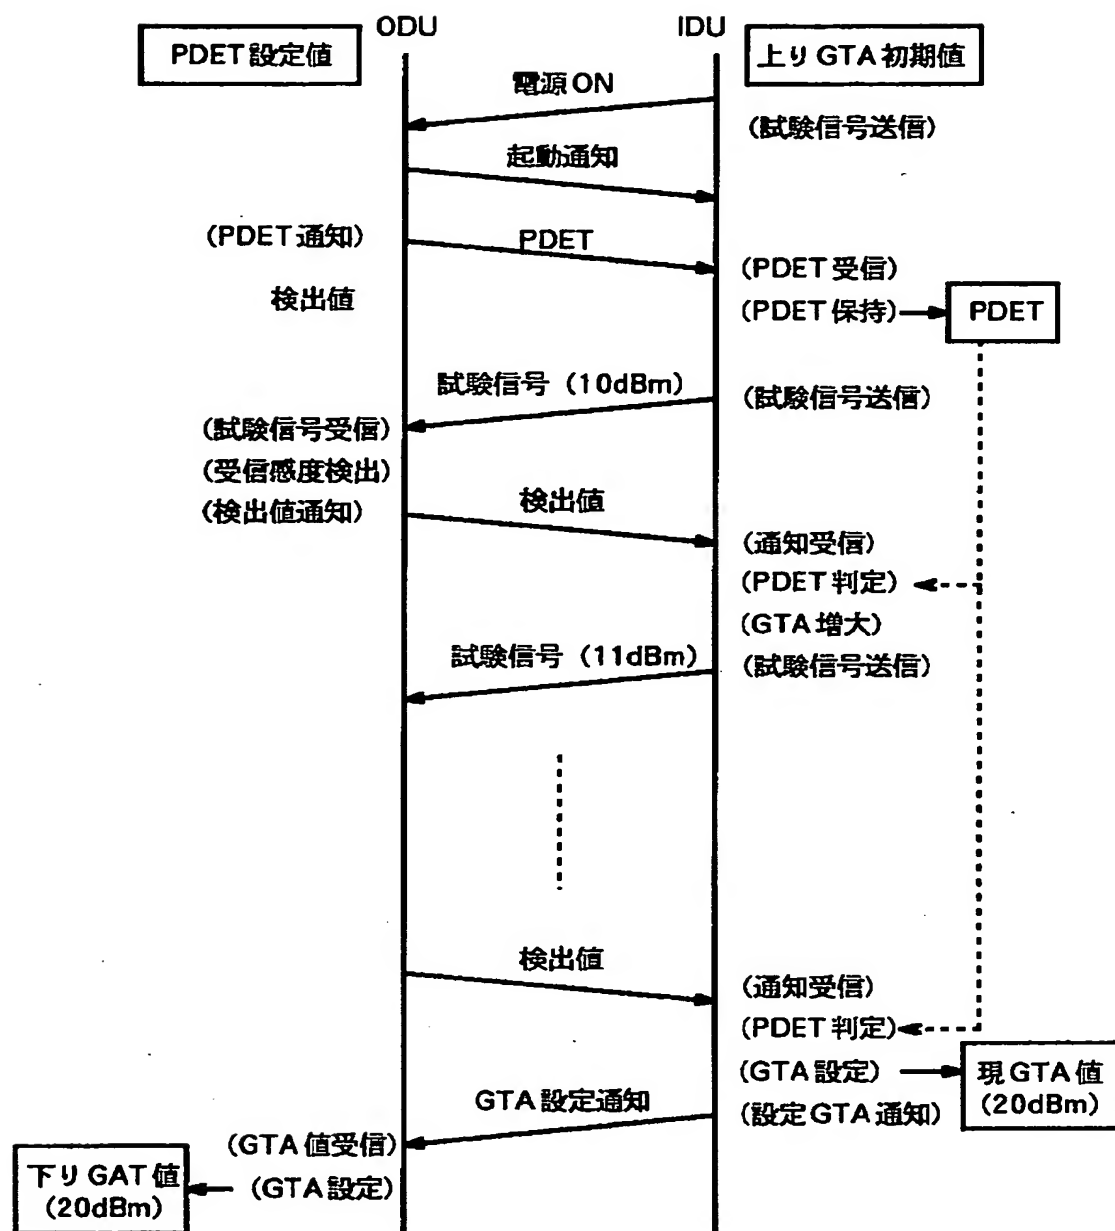 ODU
IDU
PDET設定値
上りGTA初期値
電源ON
(試験信号送信)
起動通知
(PDET通知)
PDET
(PDET受信)
検出値
(PDET保持)
PDET
試験信号 (10dBm)
(試験信号送信)
(試験信号受信)
(受信感度検出)
(検出値通知)
検出値
(通知受信)
(PDET判定)
(GTA増大)
試験信号 (11dBm)
(試験信号送信)
検出値
(通知受信)
(PDET判定)
(GTA設定)
現GTA値
(20dBm)
GTA設定通知
(設定GTA通知)
(GTA値受信)
下りGAT値
(20dBm)
(GTA設定)